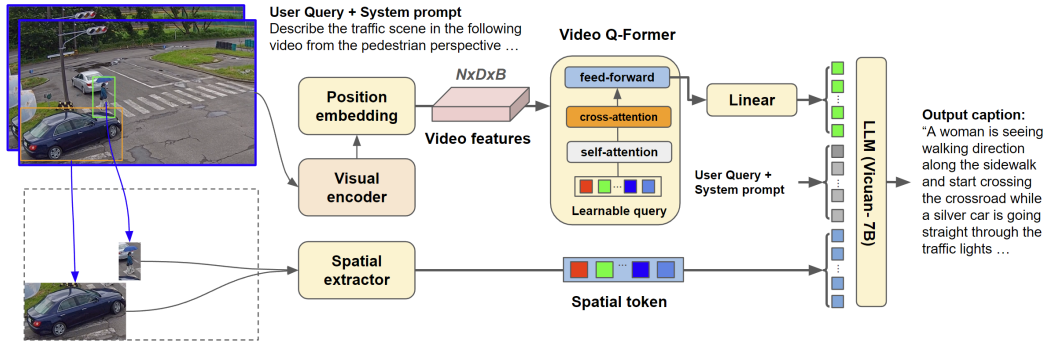 User Query + System prompt
Describe the traffic scene in the following
video from the pedestrian perspective ...
Position
embedding
Visual
encoder
NxDxB
Video features
Video Q-Former
feed-forward
cross-attention
self-attention
...
Learnable query
Linear
User Query +
System prompt
Spatial
extractor
...
Spatial token
LLM (Vicuan- 7B)
Output caption:
“A woman is seeing
walking direction
along the sidewalk
and start crossing
the crossroad while
a silver car is going
straight through the
traffic lights ...